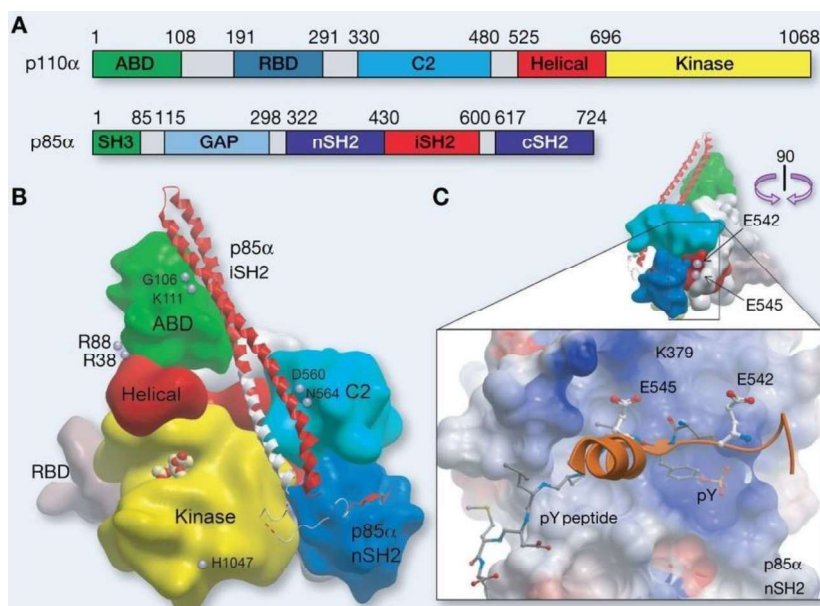 A
1 108 191 291 330 480 525 696 1068
p110α ABD RBD C2 Helical Kinase
1 85 115 298 322 430 600 617 724
p85α SH3 GAP nSH2 iSH2 cSH2
B
p85α
iSH2
G106
K111
ABD
R88
R38
Helical
D560
N564
C2
RBD
Kinase
p85α
nSH2
H1047
C
90
E542
E545
K379
E545
E542
pY
pY peptide
p85α
nSH2